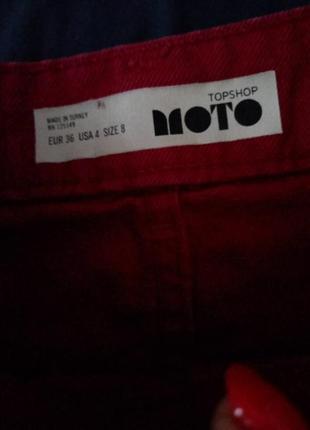 TOPSHOP
MOTO
MADE IN TURKEY
EUR 36 USA 4 SIZE 8